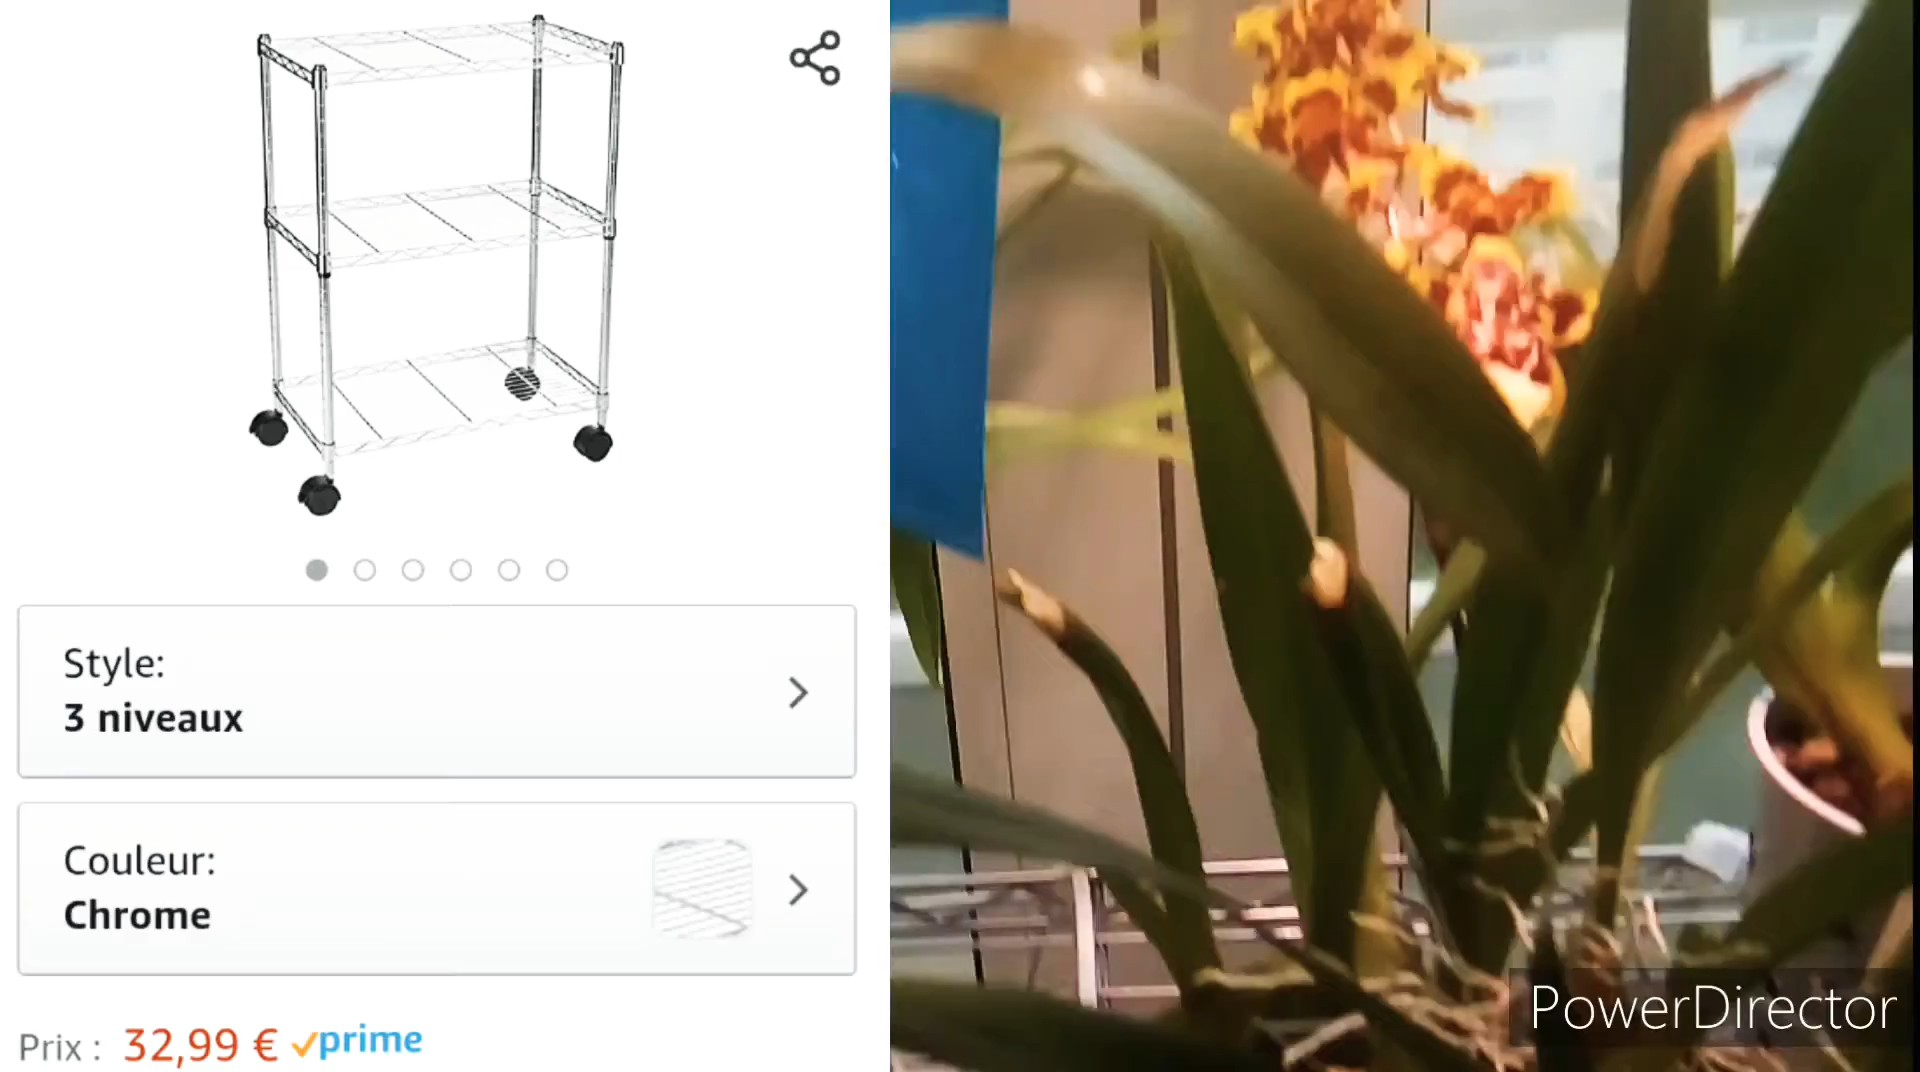 Style:
3 niveaux
Couleur:
Chrome
Prix : 32,99 € prime
PowerDirector